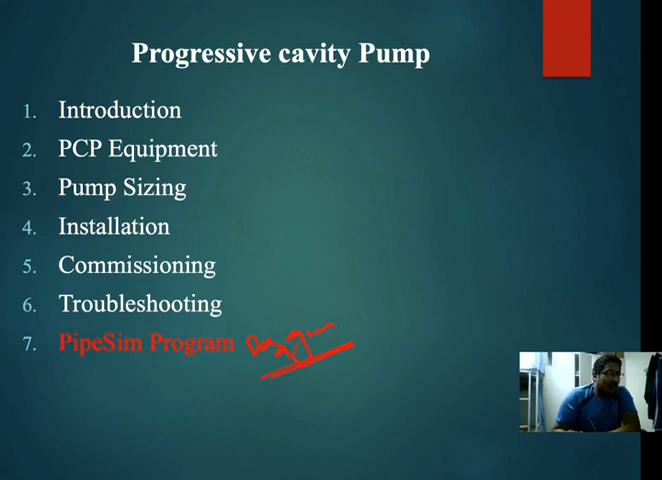 Progressive cavity Pump
1. Introduction
2. PCP Equipment
3. Pump Sizing
4. Installation
5. Commissioning
6. Troubleshooting
7. PipeSim Program